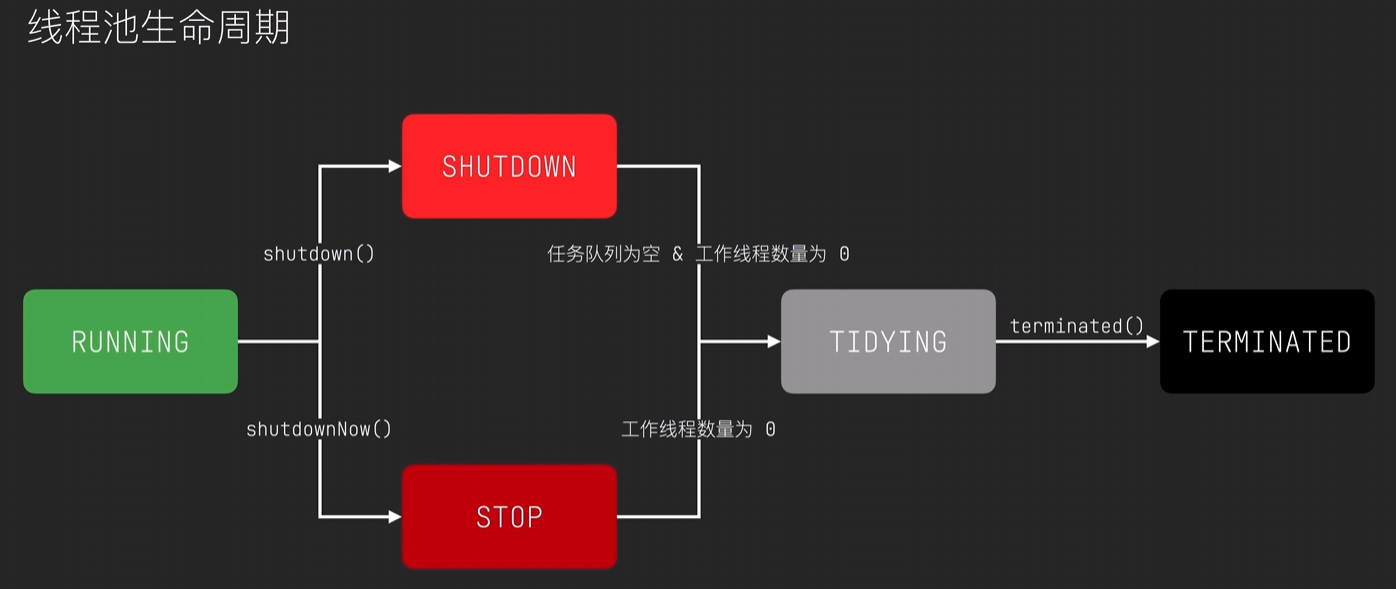 线程池生命周期
SHUTDOWN
shutdown()
任务队列为空 & 工作线程数量为 0
RUNNING
TIDYING
terminated()
TERMINATED
shutdownNow()
工作线程数量为 0
STOP